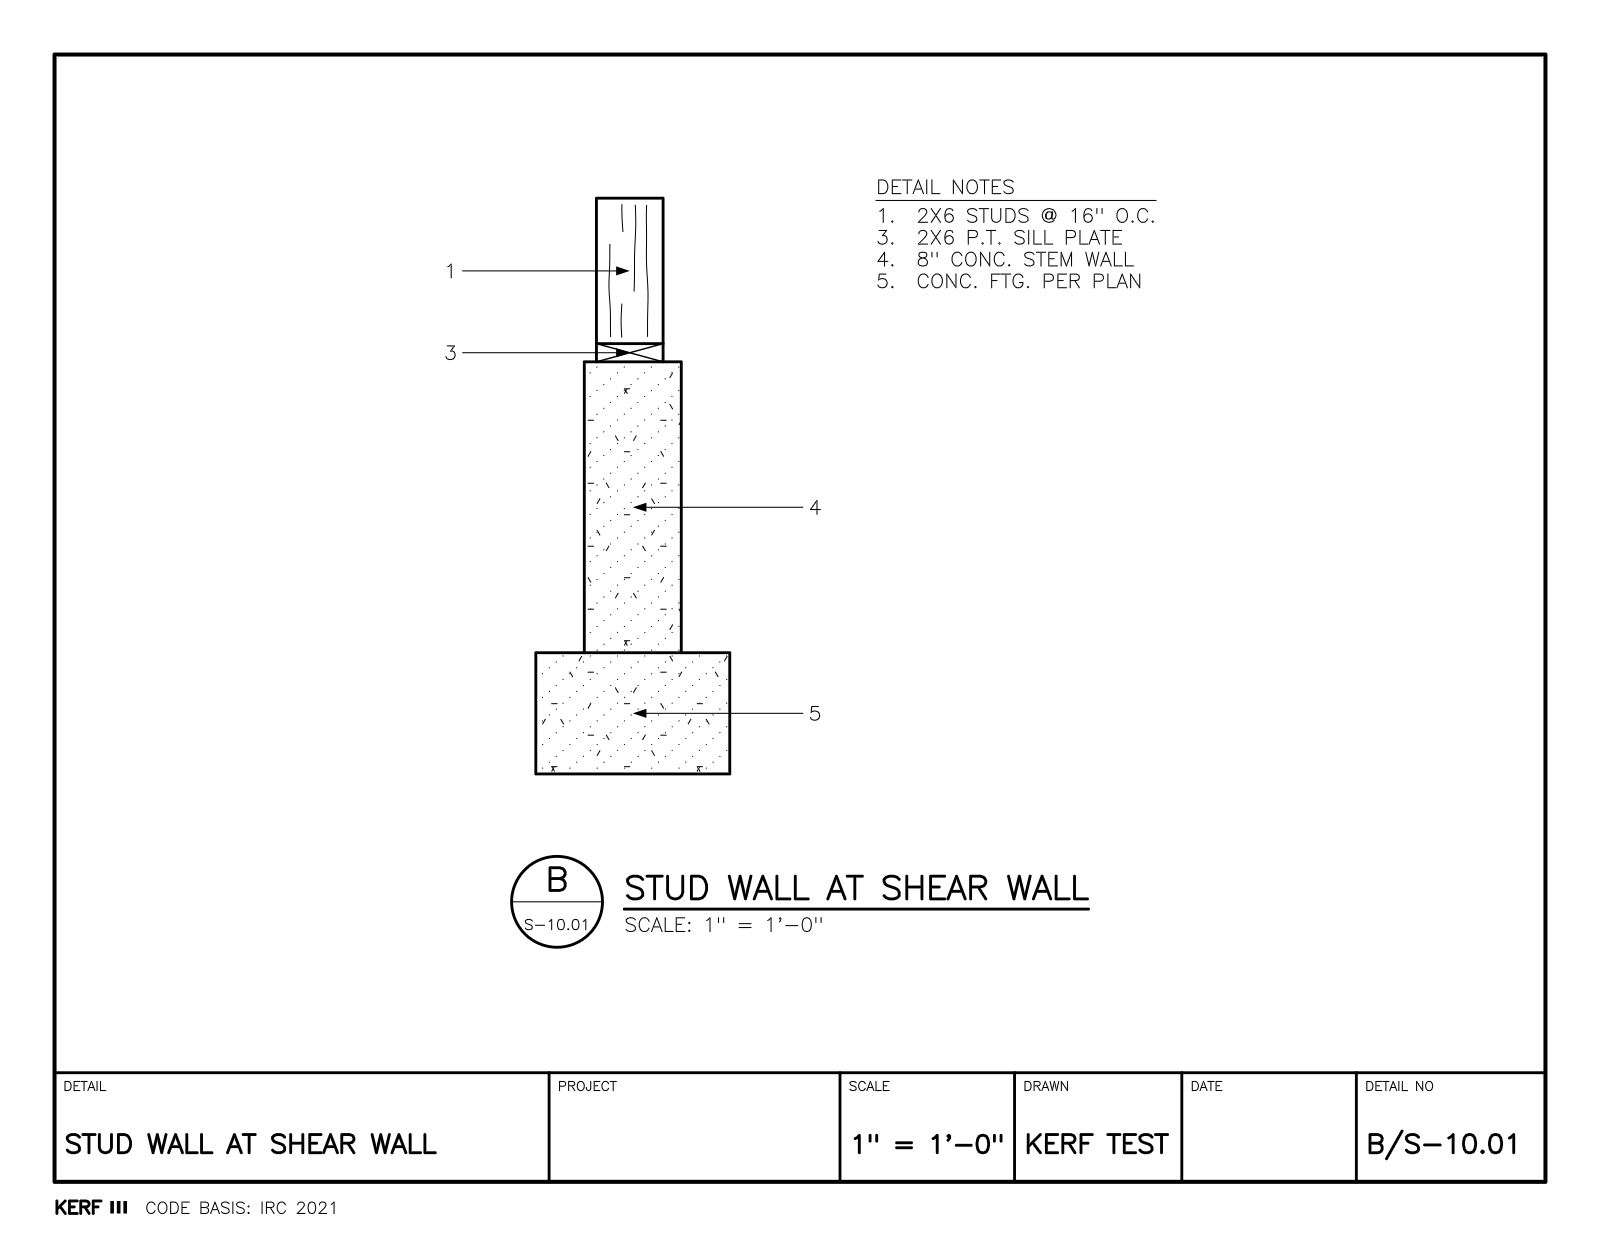 DETAIL NOTES
1. 2X6 STUDS @ 16" O.C.
3. 2X6 P.T. SILL PLATE
4. 8" CONC. STEM WALL
5. CONC. FTG. PER PLAN
1
3
4
5
B
S-10.01
STUD WALL AT SHEAR WALL
SCALE: 1" = 1'-0"
DETAIL
STUD WALL AT SHEAR WALL
PROJECT
SCALE
1" = 1'-0"
DRAWN
KERF TEST
DATE
DETAIL NO
B/S-10.01
KERF CODE BASIS: IRC 2021